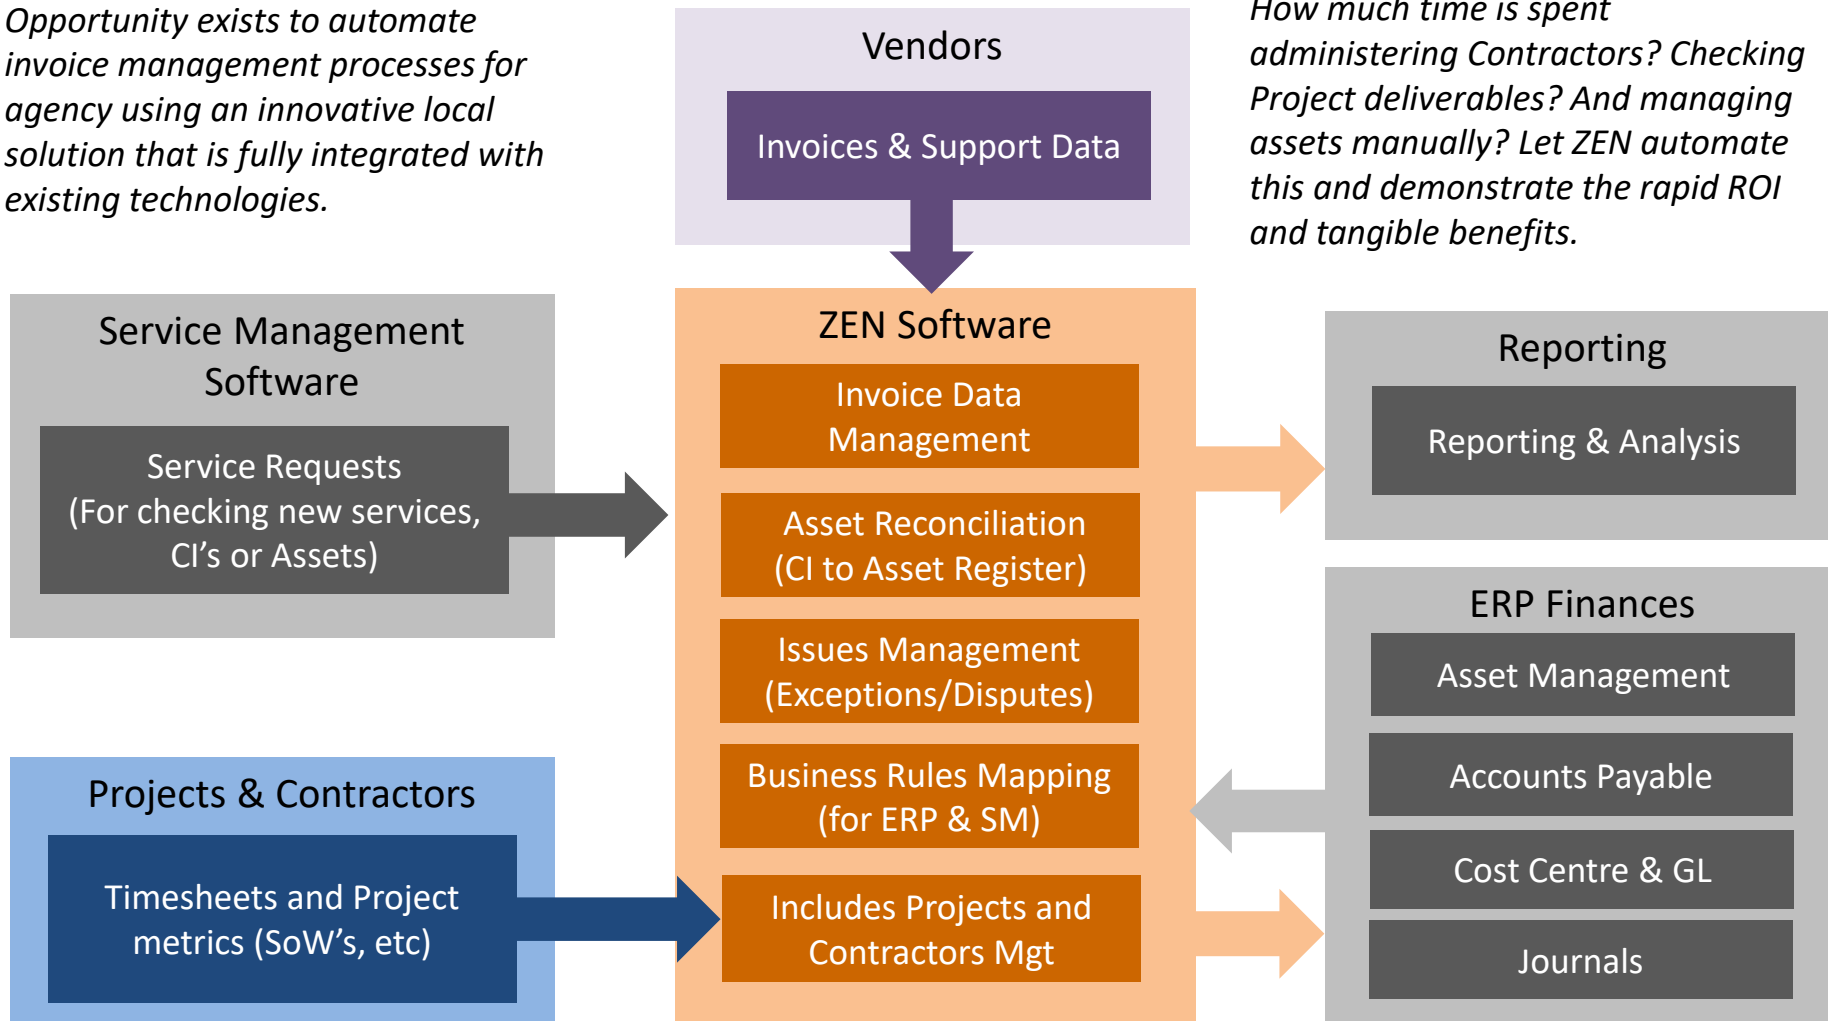 Opportunity exists to automate
invoice management processes for
agency using an innovative local
solution that is fully integrated with
existing technologies.
Vendors
Invoices & Support Data
How much time is spent
administering Contractors? Checking
Project deliverables? And managing
assets manually? Let ZEN automate
this and demonstrate the rapid ROI
and tangible benefits.
Service Management
Software
Service Requests
(For checking new services,
CI's or Assets)
Projects & Contractors
Timesheets and Project
metrics (SoW's, etc)
ZEN Software
Invoice Data
Management
Asset Reconciliation
(CI to Asset Register)
Issues Management
(Exceptions/Disputes)
Business Rules Mapping
(for ERP & SM)
Includes Projects and
Contractors Mgt
Reporting
Reporting & Analysis
ERP Finances
Asset Management
Accounts Payable
Cost Centre & GL
Journals